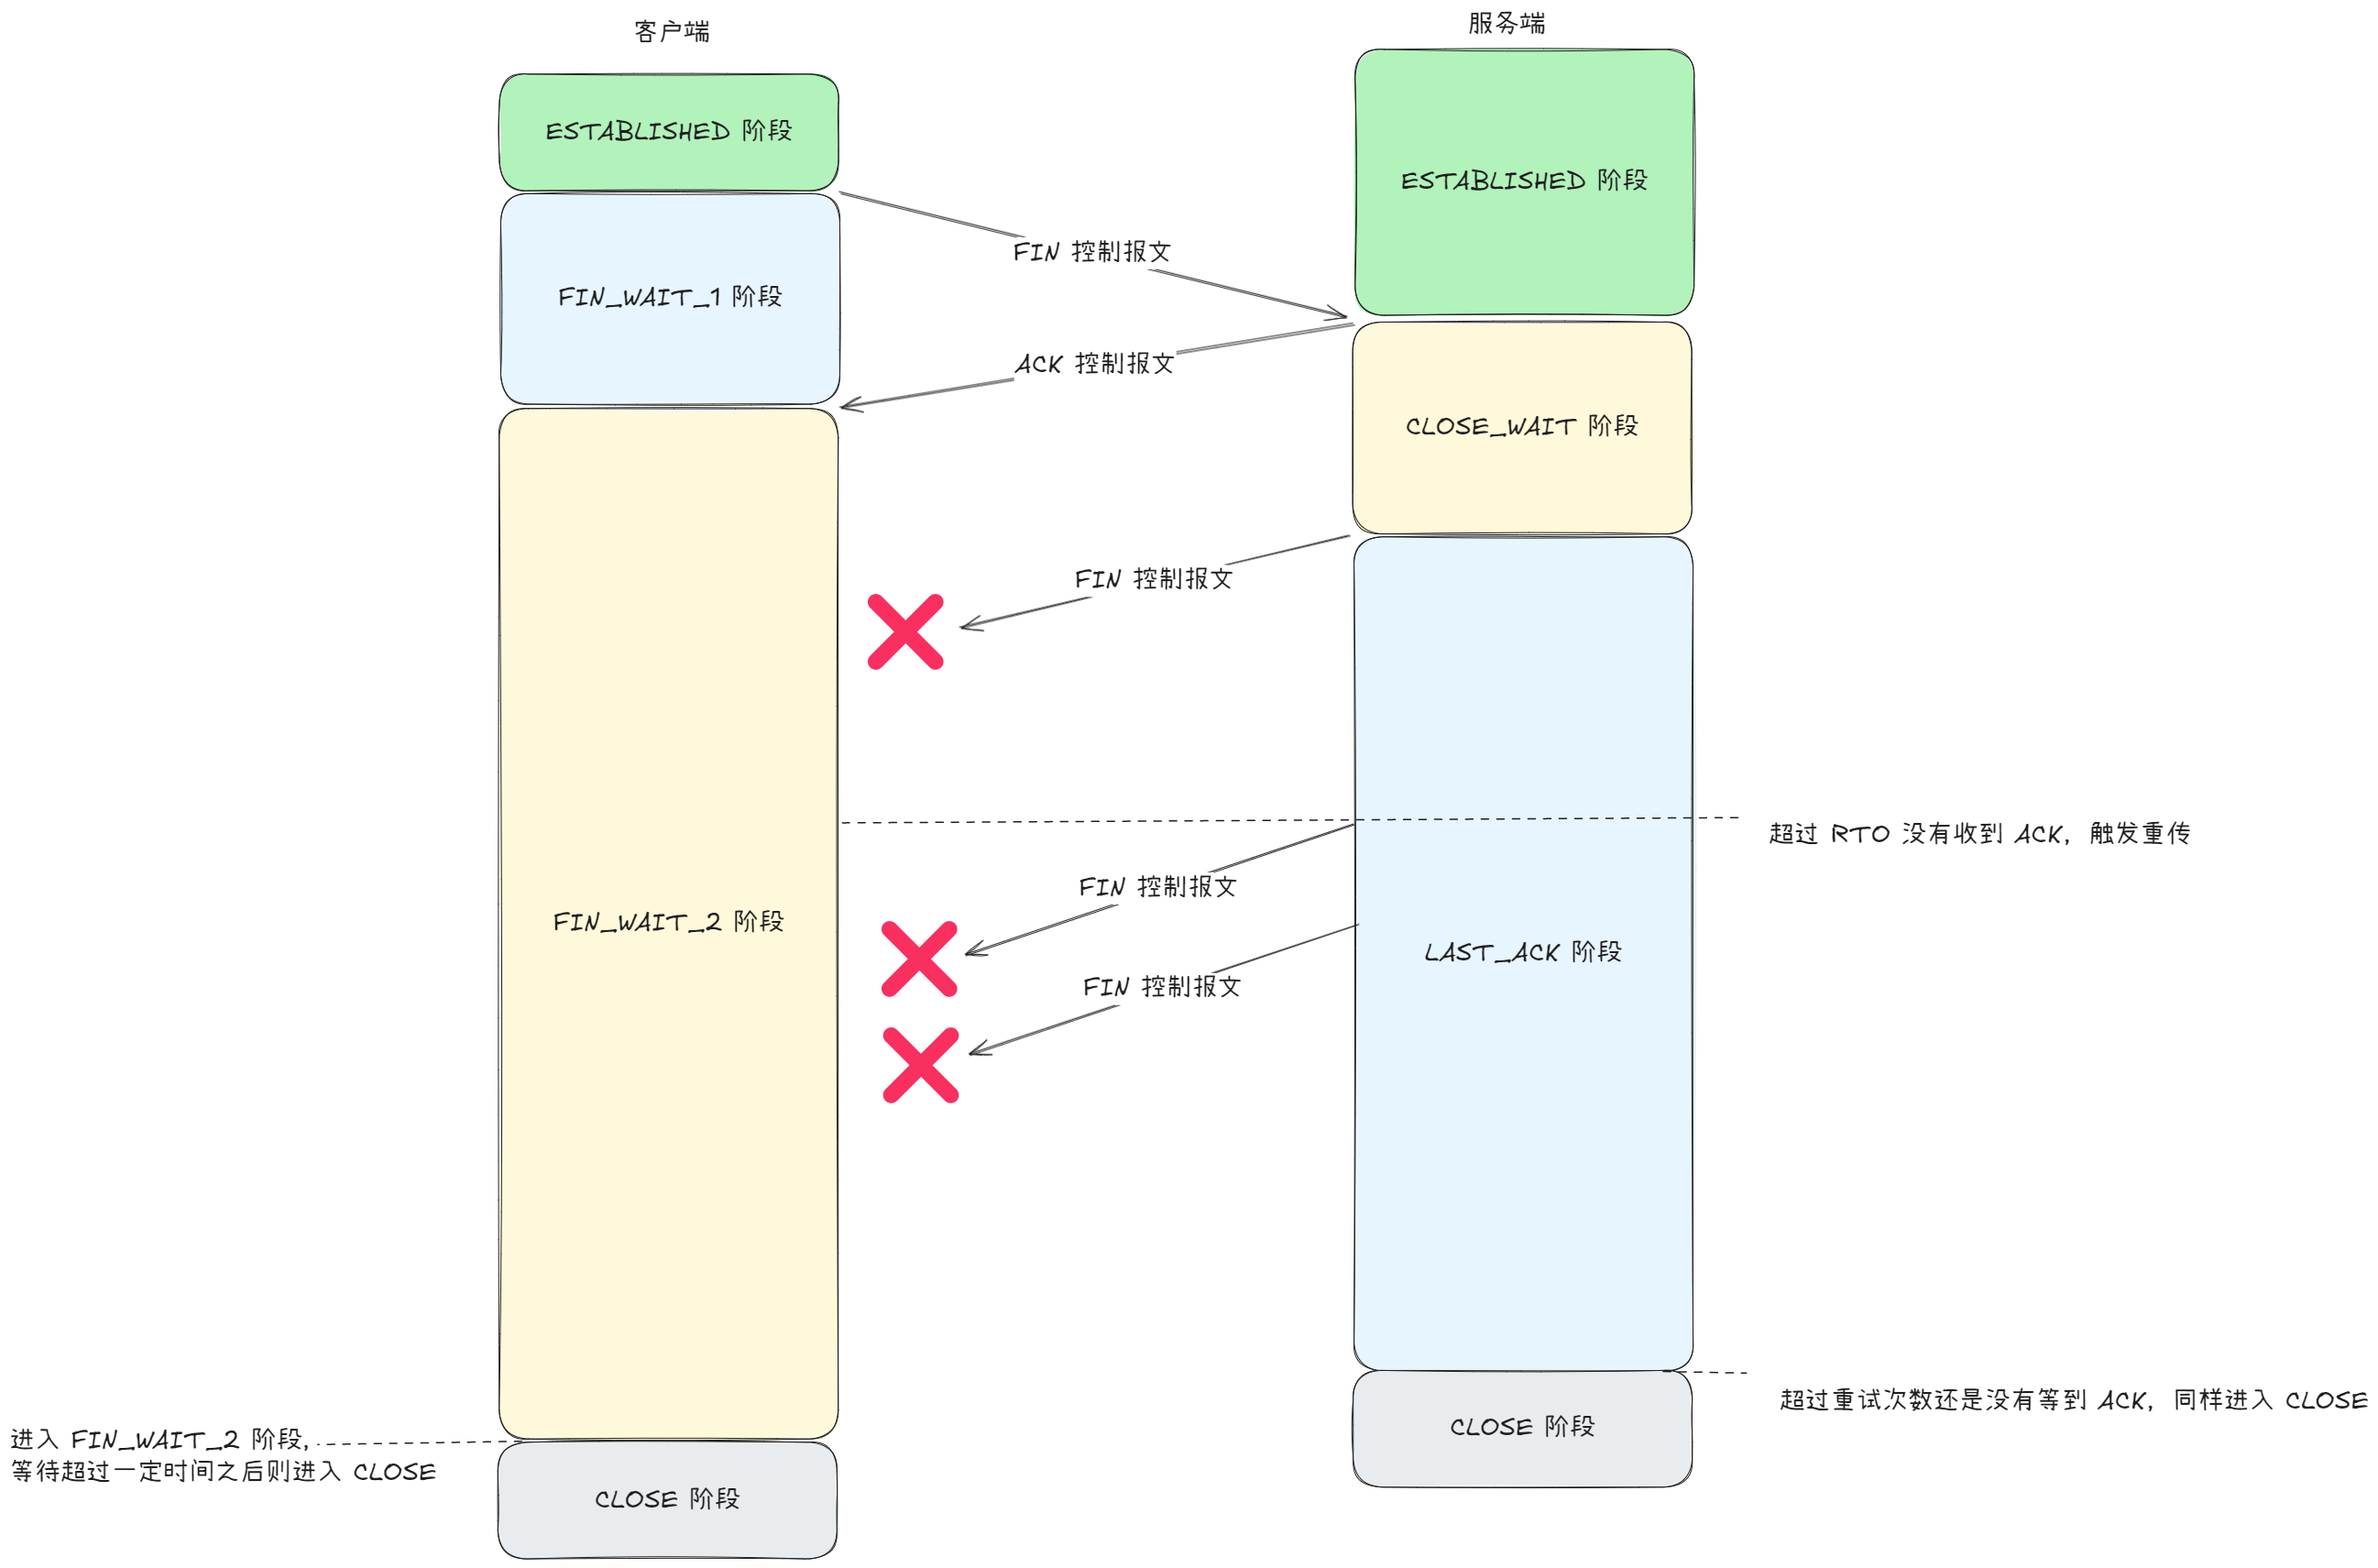 客户端
服务端
ESTABLISHED 阶段
ESTABLISHED 阶段
FIN 控制报文
FIN_WAIT_1 阶段
ACK 控制报文
CLOSE_WAIT 阶段
FIN 控制报文
超过 RTO 没有收到 ACK，触发重传
FIN 控制报文
FIN_WAIT_2 阶段
LAST_ACK 阶段
FIN 控制报文
超过重试次数还是没有等到 ACK，同样进入 CLOSE
CLOSE 阶段
进入 FIN_WAIT_2 阶段，
等待超过一定时间之后则进入 CLOSE
CLOSE 阶段